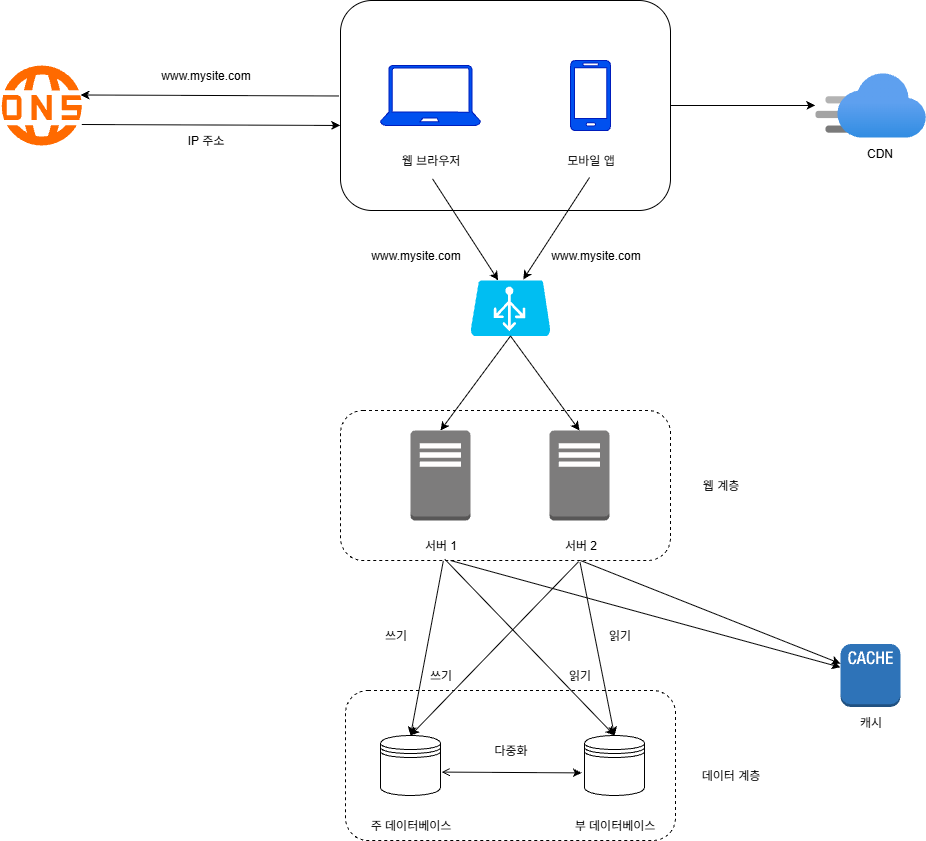 www.mysite.com
DNS
IP 주소
웹 브라우저
모바일 앱
CDN
www.mysite.com
www.mysite.com
웹 계층
서버 1
서버 2
쓰기
읽기
쓰기
읽기
CACHE
캐시
다중화
데이터 계층
주 데이터베이스
부 데이터베이스